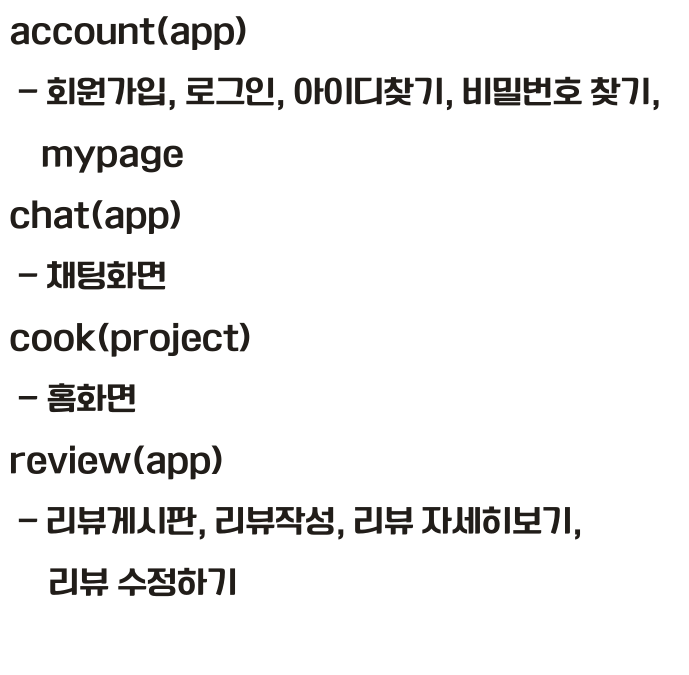 account(app)
- 회원가입, 로그인, 아이디찾기, 비밀번호 찾기,
mypage
chat(app)
- 채팅화면
cook(project)
- 홈화면
review(app)
- 리뷰게시판, 리뷰작성, 리뷰 자세히보기,
리뷰 수정하기